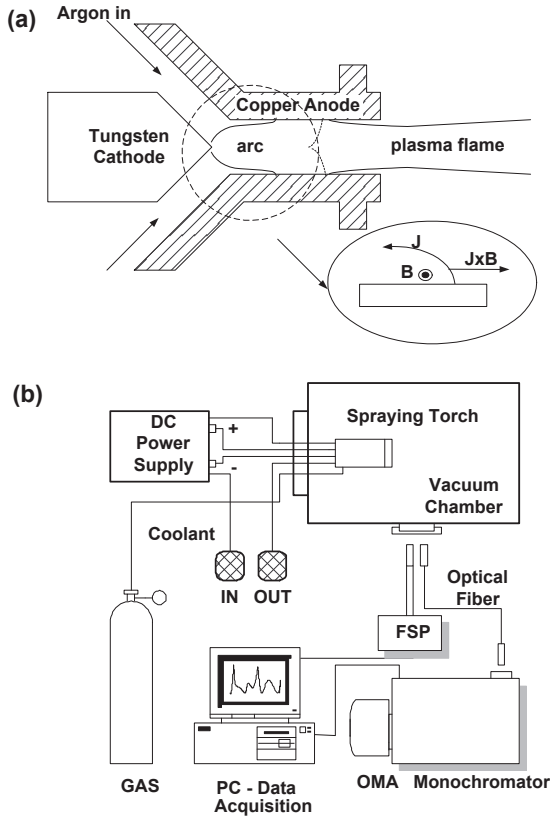 (a)
Argon in
Copper Anode
Tungsten
Cathode
arc
plasma flame
J
JxB
B
(b)
DC
Power
Supply
+
-
Spraying Torch
Vacuum
Chamber
Coolant
IN
OUT
Optical
Fiber
FSP
GAS
PC - Data
Acquisition
OMA
Monochromator